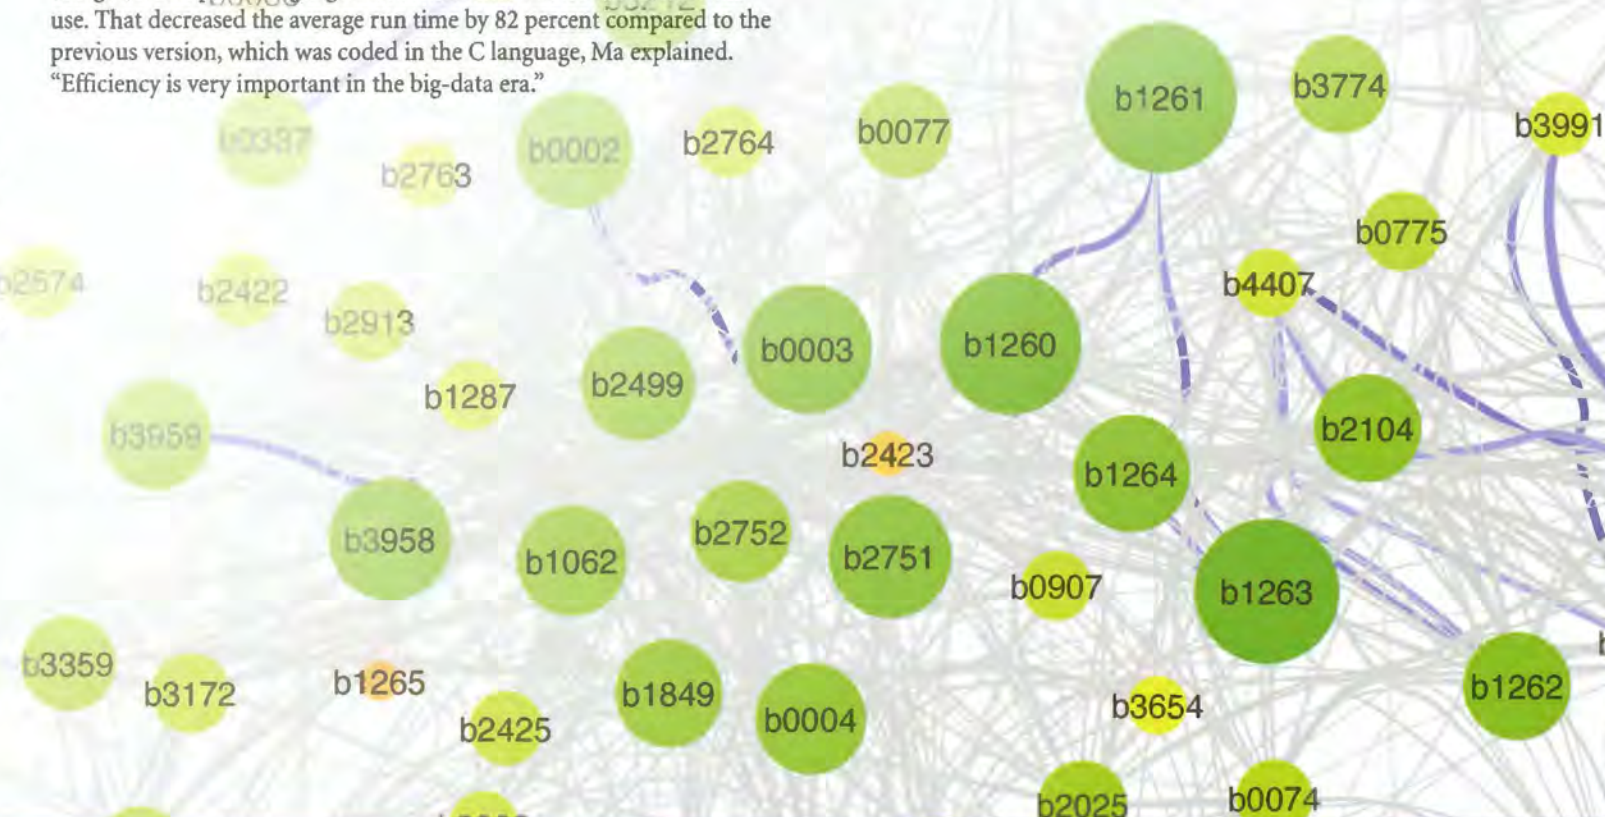 use. That decreased the average run time by 82 percent compared to the
previous version, which was coded in the C language, Ma explained.
“Efficiency is very important in the big-data era.”
b1261
b3774
b3991
b0337
b2763
b0002
b2764
b0077
b0775
b2574
b2422
b2913
b4407
b1287
b2499
b0003
b1260
b3959
b2423
b2104
b1264
b3958
b1062
b2752
b2751
b0907
b1263
b3359
b3172
b1265
b2425
b1849
b0004
b3654
b1262
b2025
b0074